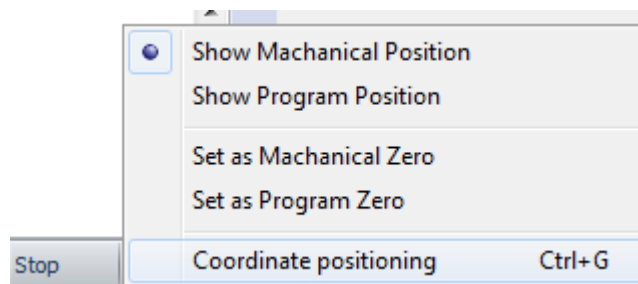 Show Machanical Position
Show Program Position
Set as Machanical Zero
Set as Program Zero
Coordinate positioning Ctrl+G
Stop